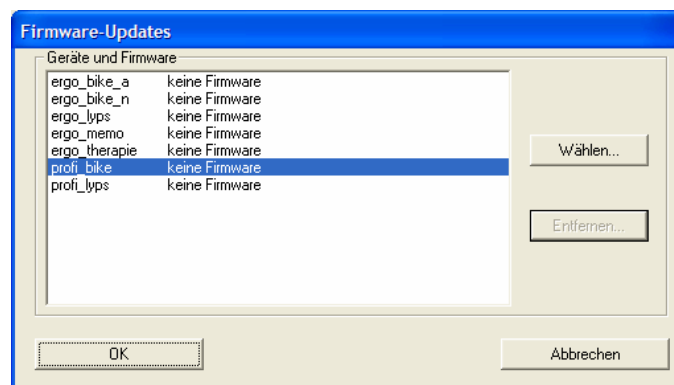 Firmware-Updates
Geräte und Firmware
ergo_bike_a keine Firmware
ergo_bike_n keine Firmware
ergo_lyps keine Firmware
ergo_memo keine Firmware
ergo_therapie keine Firmware
profi_bike keine Firmware
profi_lyps keine Firmware
Wählen...
Entfernen...
OK
Abbrechen